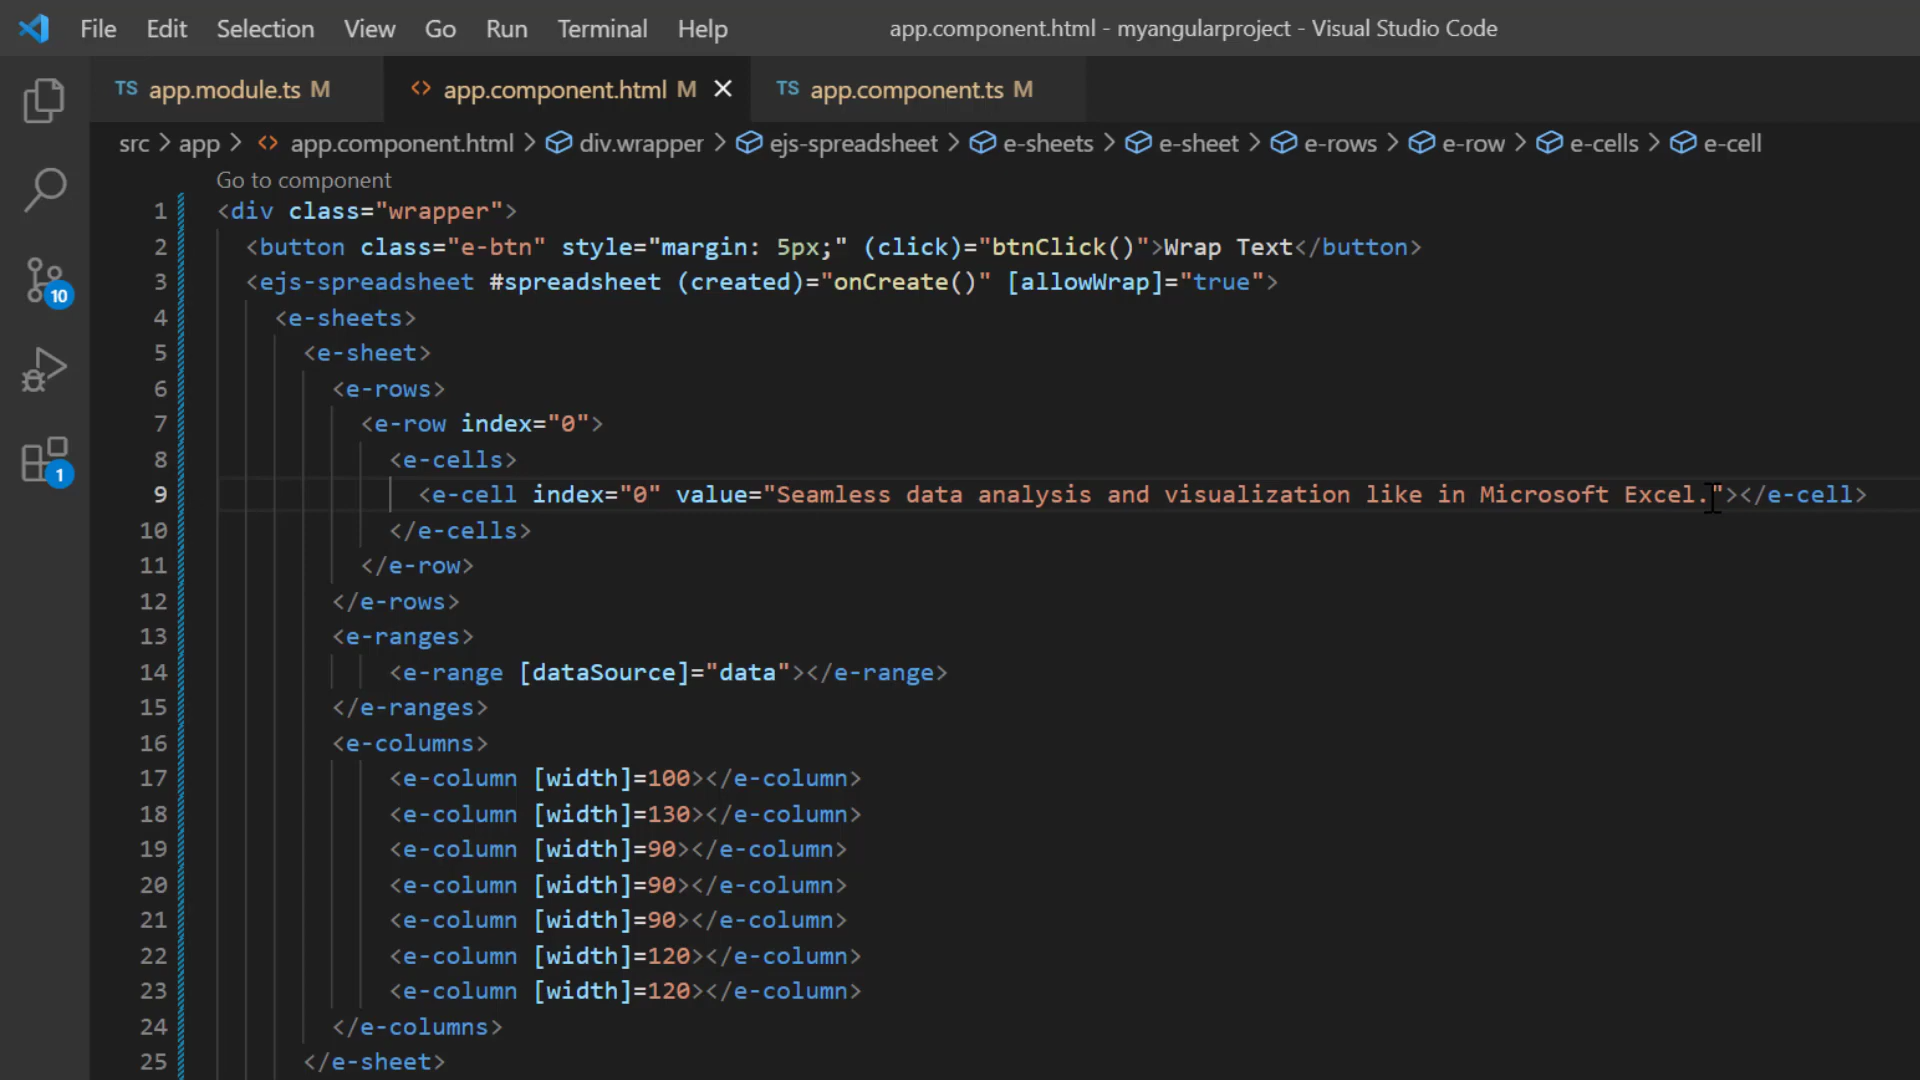 File Edit Selection View Go Run Terminal Help app.component.html - myangularproject - Visual Studio Code
TS app.module.ts M <> app.component.html M TS app.component.ts M
src > app > <> app.component.html > div.wrapper > ejs-spreadsheet > e-sheets > e-sheet > e-rows > e-row > e-cells > e-cell
Go to component
1 <div class="wrapper">
2 <button class="e-btn" style="margin: 5px;" (click)="btnClick()">Wrap Text</button>
3 <ejs-spreadsheet #spreadsheet (created)="onCreate()" [allowWrap]="true">
4 <e-sheets>
5 <e-sheet>
6 <e-rows>
7 <e-row index="0">
8 <e-cells>
9 <e-cell index="0" value="Seamless data analysis and visualization like in Microsoft Excel."></e-cell>
10 </e-cells>
11 </e-row>
12 </e-rows>
13 <e-ranges>
14 <e-range [dataSource]="data"></e-range>
15 </e-ranges>
16 <e-columns>
17 <e-column [width]=100></e-column>
18 <e-column [width]=130></e-column>
19 <e-column [width]=90></e-column>
20 <e-column [width]=90></e-column>
21 <e-column [width]=90></e-column>
22 <e-column [width]=120></e-column>
23 <e-column [width]=120></e-column>
24 </e-columns>
25 </e-sheet>
10
1